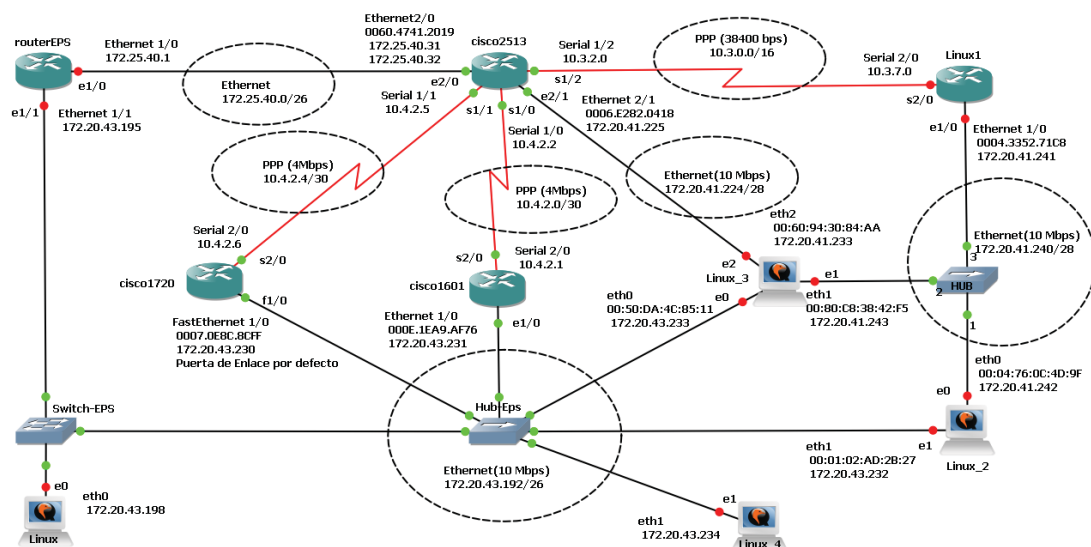 routerEPS
Ethernet 1/0
172.25.40.1
e1/0
e1/1
Ethernet 1/1
172.20.43.195
Ethernet
172.25.40.0/26
Ethernet2/0
0060.4741.2019
172.25.40.31
172.25.40.32
e2/0
cisco2513
Serial 1/2
10.3.2.0
s1/2
e2/1
Serial 1/1
10.4.2.5
s1/1
s1/0
Serial 1/0
10.4.2.2
Ethernet 2/1
0006.E282.0418
172.20.41.225
PPP (38400 bps)
10.3.0.0/16
Serial 2/0
10.3.7.0
Linux1
s2/0
e1/0
Ethernet 1/0
0004.3352.71C8
172.20.41.241
PPP (4Mbps)
10.4.2.4/30
PPP (4Mbps)
10.4.2.0/30
Ethernet(10 Mbps)
172.20.41.224/28
Serial 2/0
10.4.2.6
s2/0
cisco1720
f1/0
FastEthernet 1/0
0007.0E8C.8CFF
172.20.43.230
Puerta de Enlace por defecto
Serial 2/0
10.4.2.1
s2/0
cisco1601
Ethernet 1/0
000E.1EA9.AF76
172.20.43.231
e1/0
eth2
00:60:94:30:84:AA
172.20.41.233
e2
Linux_3
e1
e0
eth0
00:50:DA:4C:85:11
172.20.43.233
eth1
00:80:C8:38:42:F5
172.20.41.243
Ethernet(10 Mbps)
172.20.41.240/28
3
2
HUB
1
eth0
00:04:76:0C:4D:9F
172.20.41.242
e0
Linux_2
e1
eth1
00:01:02:AD:2B:27
172.20.43.232
Switch-EPS
e0
eth0
172.20.43.198
Linux
Hub-Eps
Ethernet(10 Mbps)
172.20.43.192/26
e1
eth1
172.20.43.234
Linux_4